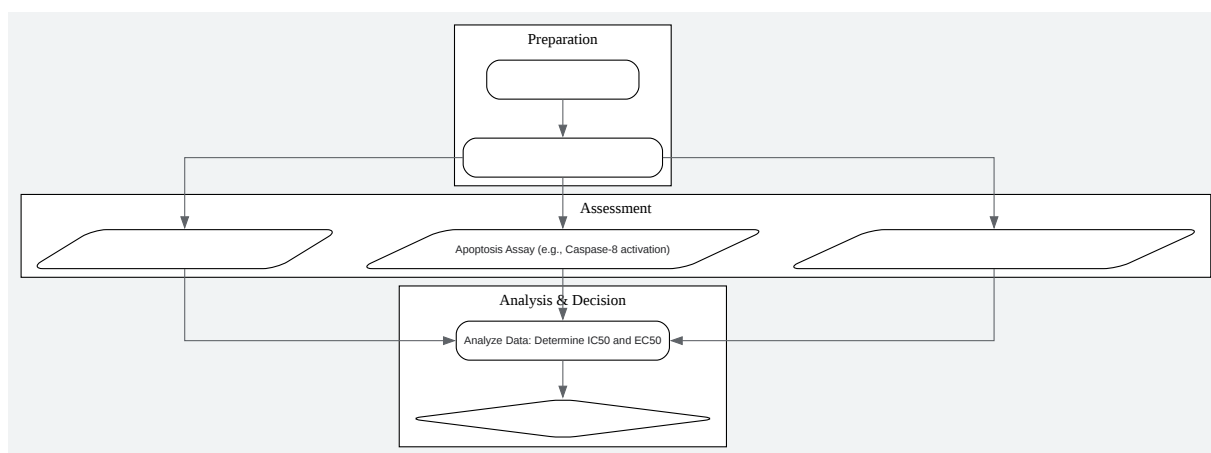 Preparation
Assessment
Apoptosis Assay (e.g., Caspase-8 activation)
Analysis & Decision
Analyze Data: Determine IC50 and EC50